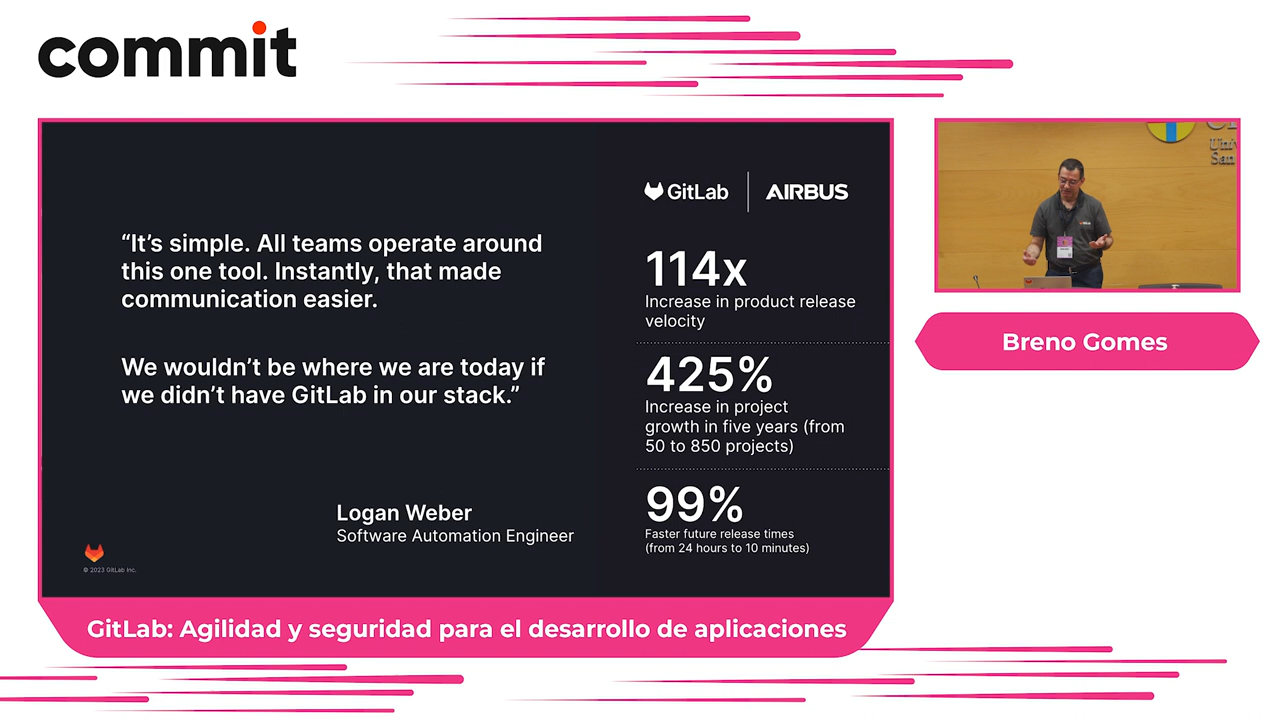 commit
“It’s simple. All teams operate around
this one tool. Instantly, that made
communication easier.
We wouldn’t be where we are today if
we didn’t have GitLab in our stack.”
Logan Weber
Software Automation Engineer
© 2023 GitLab Inc.
GitLab
AIRBUS
114x
Increase in product release
velocity
425%
Increase in project
growth in five years (from
50 to 850 projects)
99%
Faster future release times
(from 24 hours to 10 minutes)
Breno Gomes
GitLab: Agilidad y seguridad para el desarrollo de aplicaciones